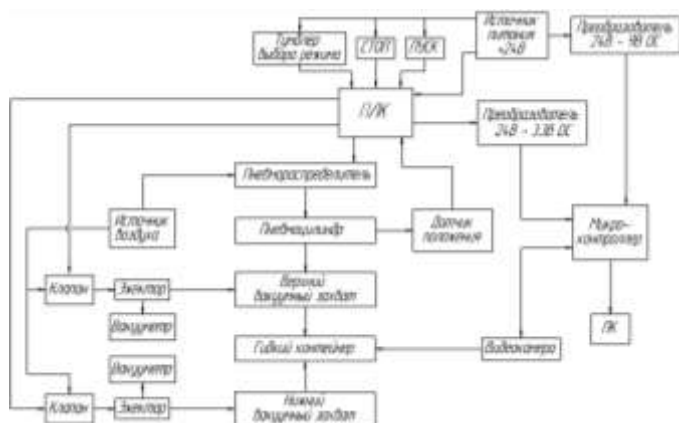 Тумблер
выбора режима
СТОП
ПУСК
Источник
питания
+24В
Преобразователь
24В - 9В DC
ПЛК
Преобразователь
24В - 3.3В DC
Пневмораспределитель
Источник
воздуха
Пневмоцилиндр
Датчик
положения
Микро-
контроллер
Клапан
Эжектор
Верхний
вакуумный захват
Вакуумметр
Гибкий контейнер
Видеокамера
ПК
Вакуумметр
Клапан
Эжектор
Нижний
вакуумный захват